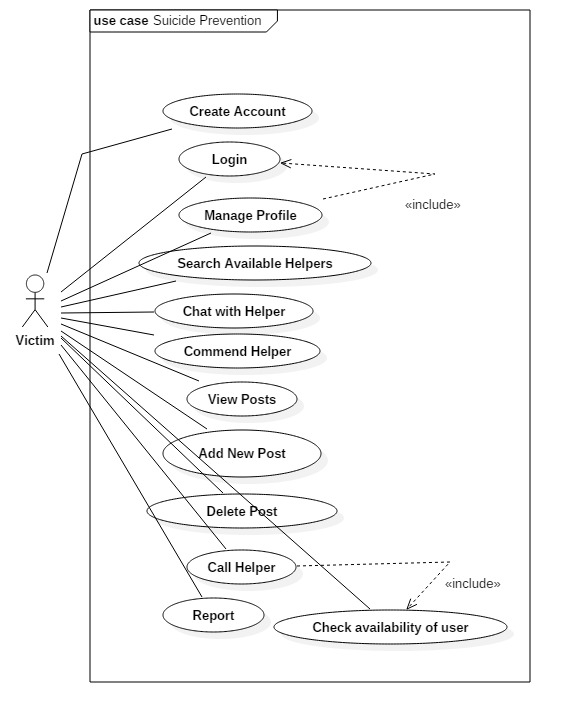 use case Suicide Prevention
Create Account
Login
«include»
Manage Profile
Search Available Helpers
Chat with Helper
Victim
Commend Helper
View Posts
Add New Post
Delete Post
Call Helper
«include»
Report
Check availability of user